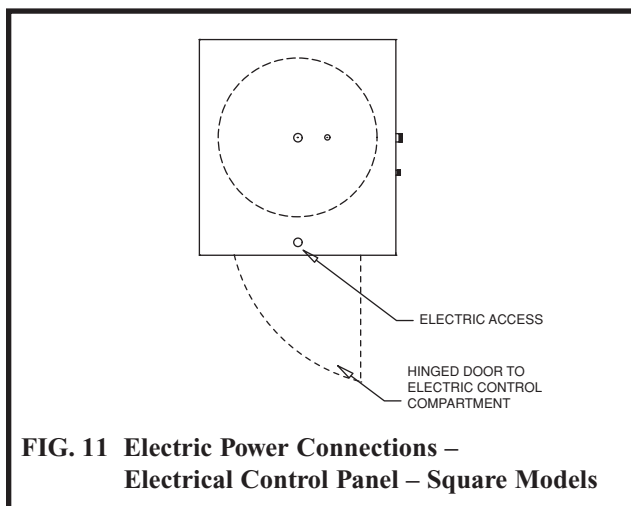 ELECTRIC ACCESS
HINGED DOOR TO
ELECTRIC CONTROL
COMPARTMENT
FIG. 11 Electric Power Connections –
Electrical Control Panel – Square Models